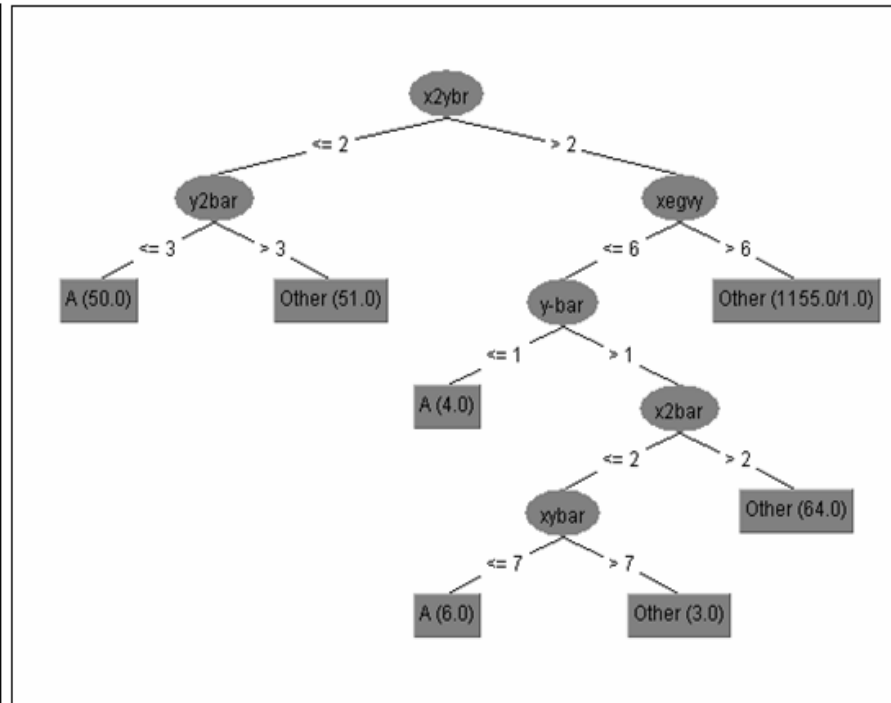 x2ybr
<= 2
> 2
y2bar
xegvy
<= 3
> 3
<= 6
> 6
A (50.0)
Other (51.0)
y-bar
Other (1155.0/1.0)
<= 1
> 1
A (4.0)
x2bar
<= 2
> 2
xybar
Other (64.0)
<= 7
> 7
A (6.0)
Other (3.0)